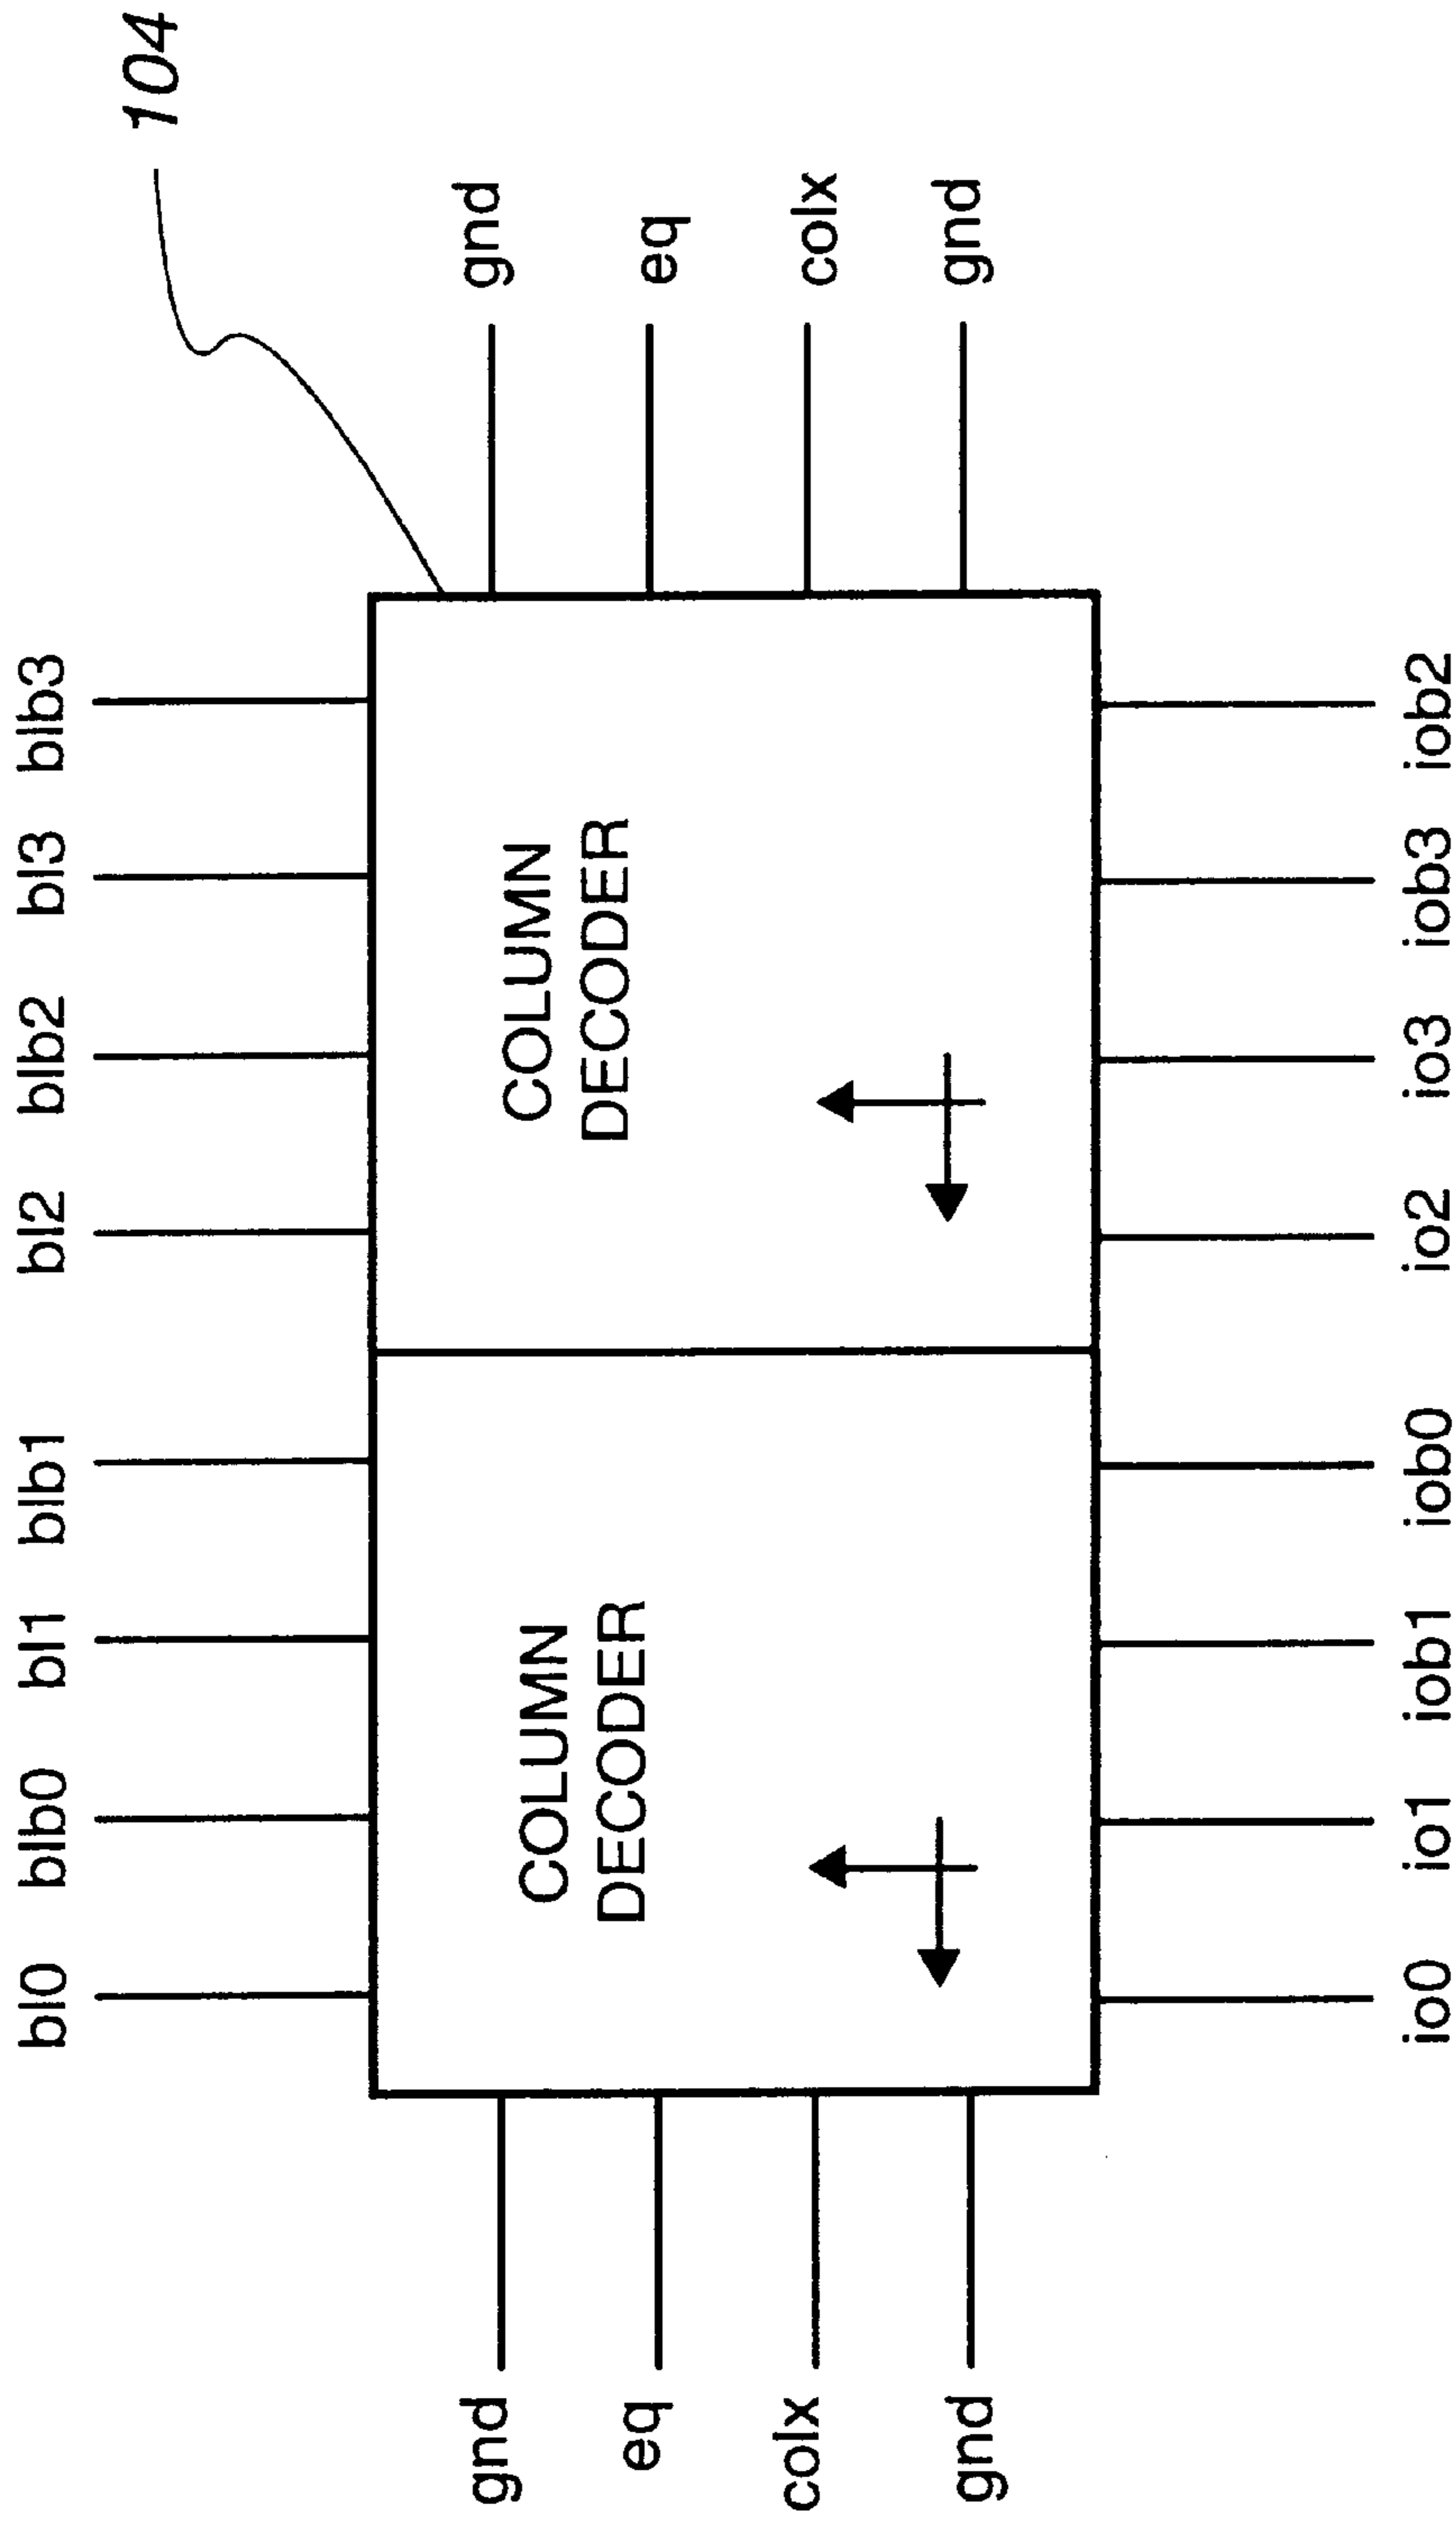 104
bl0 blb0 bl1 blb1 bl2 blb2 bl3 blb3
gnd
eq
colx
gnd
COLUMN
DECODER
COLUMN
DECODER
gnd
eq
colx
gnd
io0 io1 iob1 iob0 io2 io3 iob3 iob2